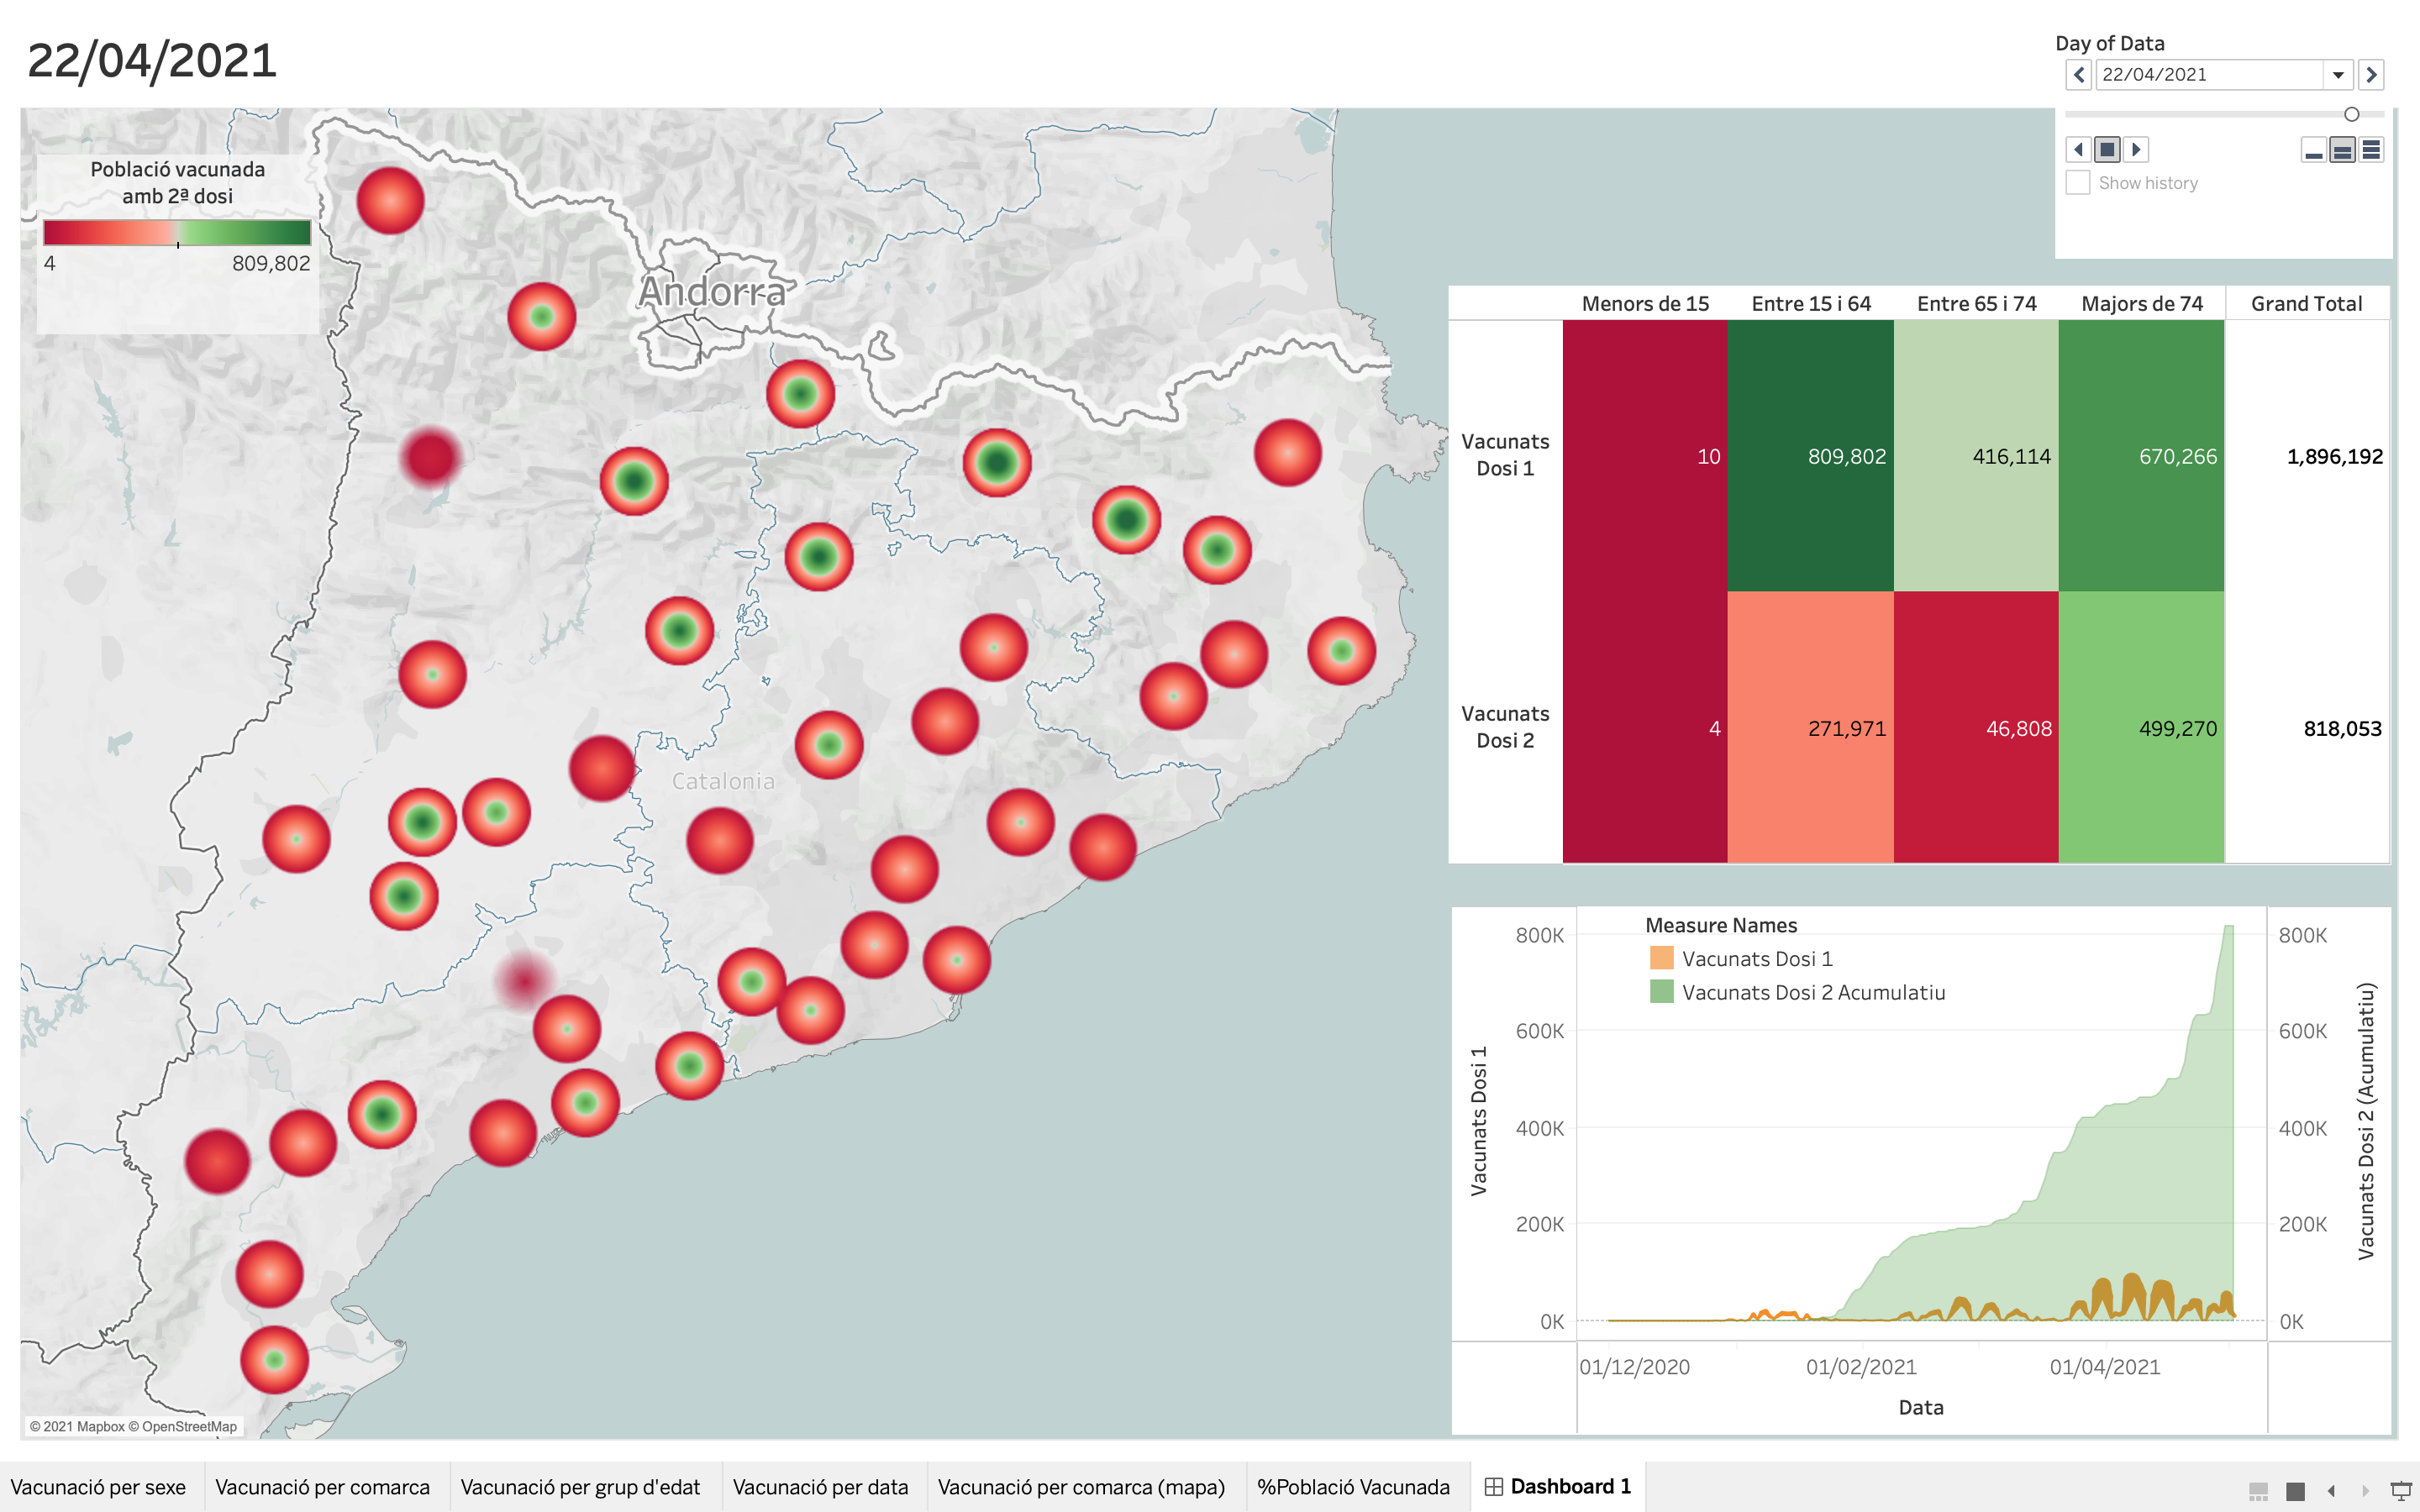 22/04/2021
Day of Data
22/04/2021
Show history
Població vacunada
amb 2ª dosi
4 809,802
Andorra
Catalonia
© 2021 Mapbox © OpenStreetMap
Menors de 15 Entre 15 i 64 Entre 65 i 74 Majors de 74 Grand Total
Vacunats
Dosi 1
10 809,802 416,114 670,266 1,896,192
Vacunats
Dosi 2
4 271,971 46,808 499,270 818,053
Measure Names
Vacunats Dosi 1
Vacunats Dosi 2 Acumulatiu
Vacunats Dosi 1
800K
600K
400K
200K
0K
800K
600K
400K
200K
0K
Vacunats Dosi 2 (Acumulatiu)
01/12/2020 01/02/2021 01/04/2021
Data
Vacunació per sexe Vacunació per comarca Vacunació per grup d'edat Vacunació per data Vacunació per comarca (mapa) %Població Vacunada Dashboard 1